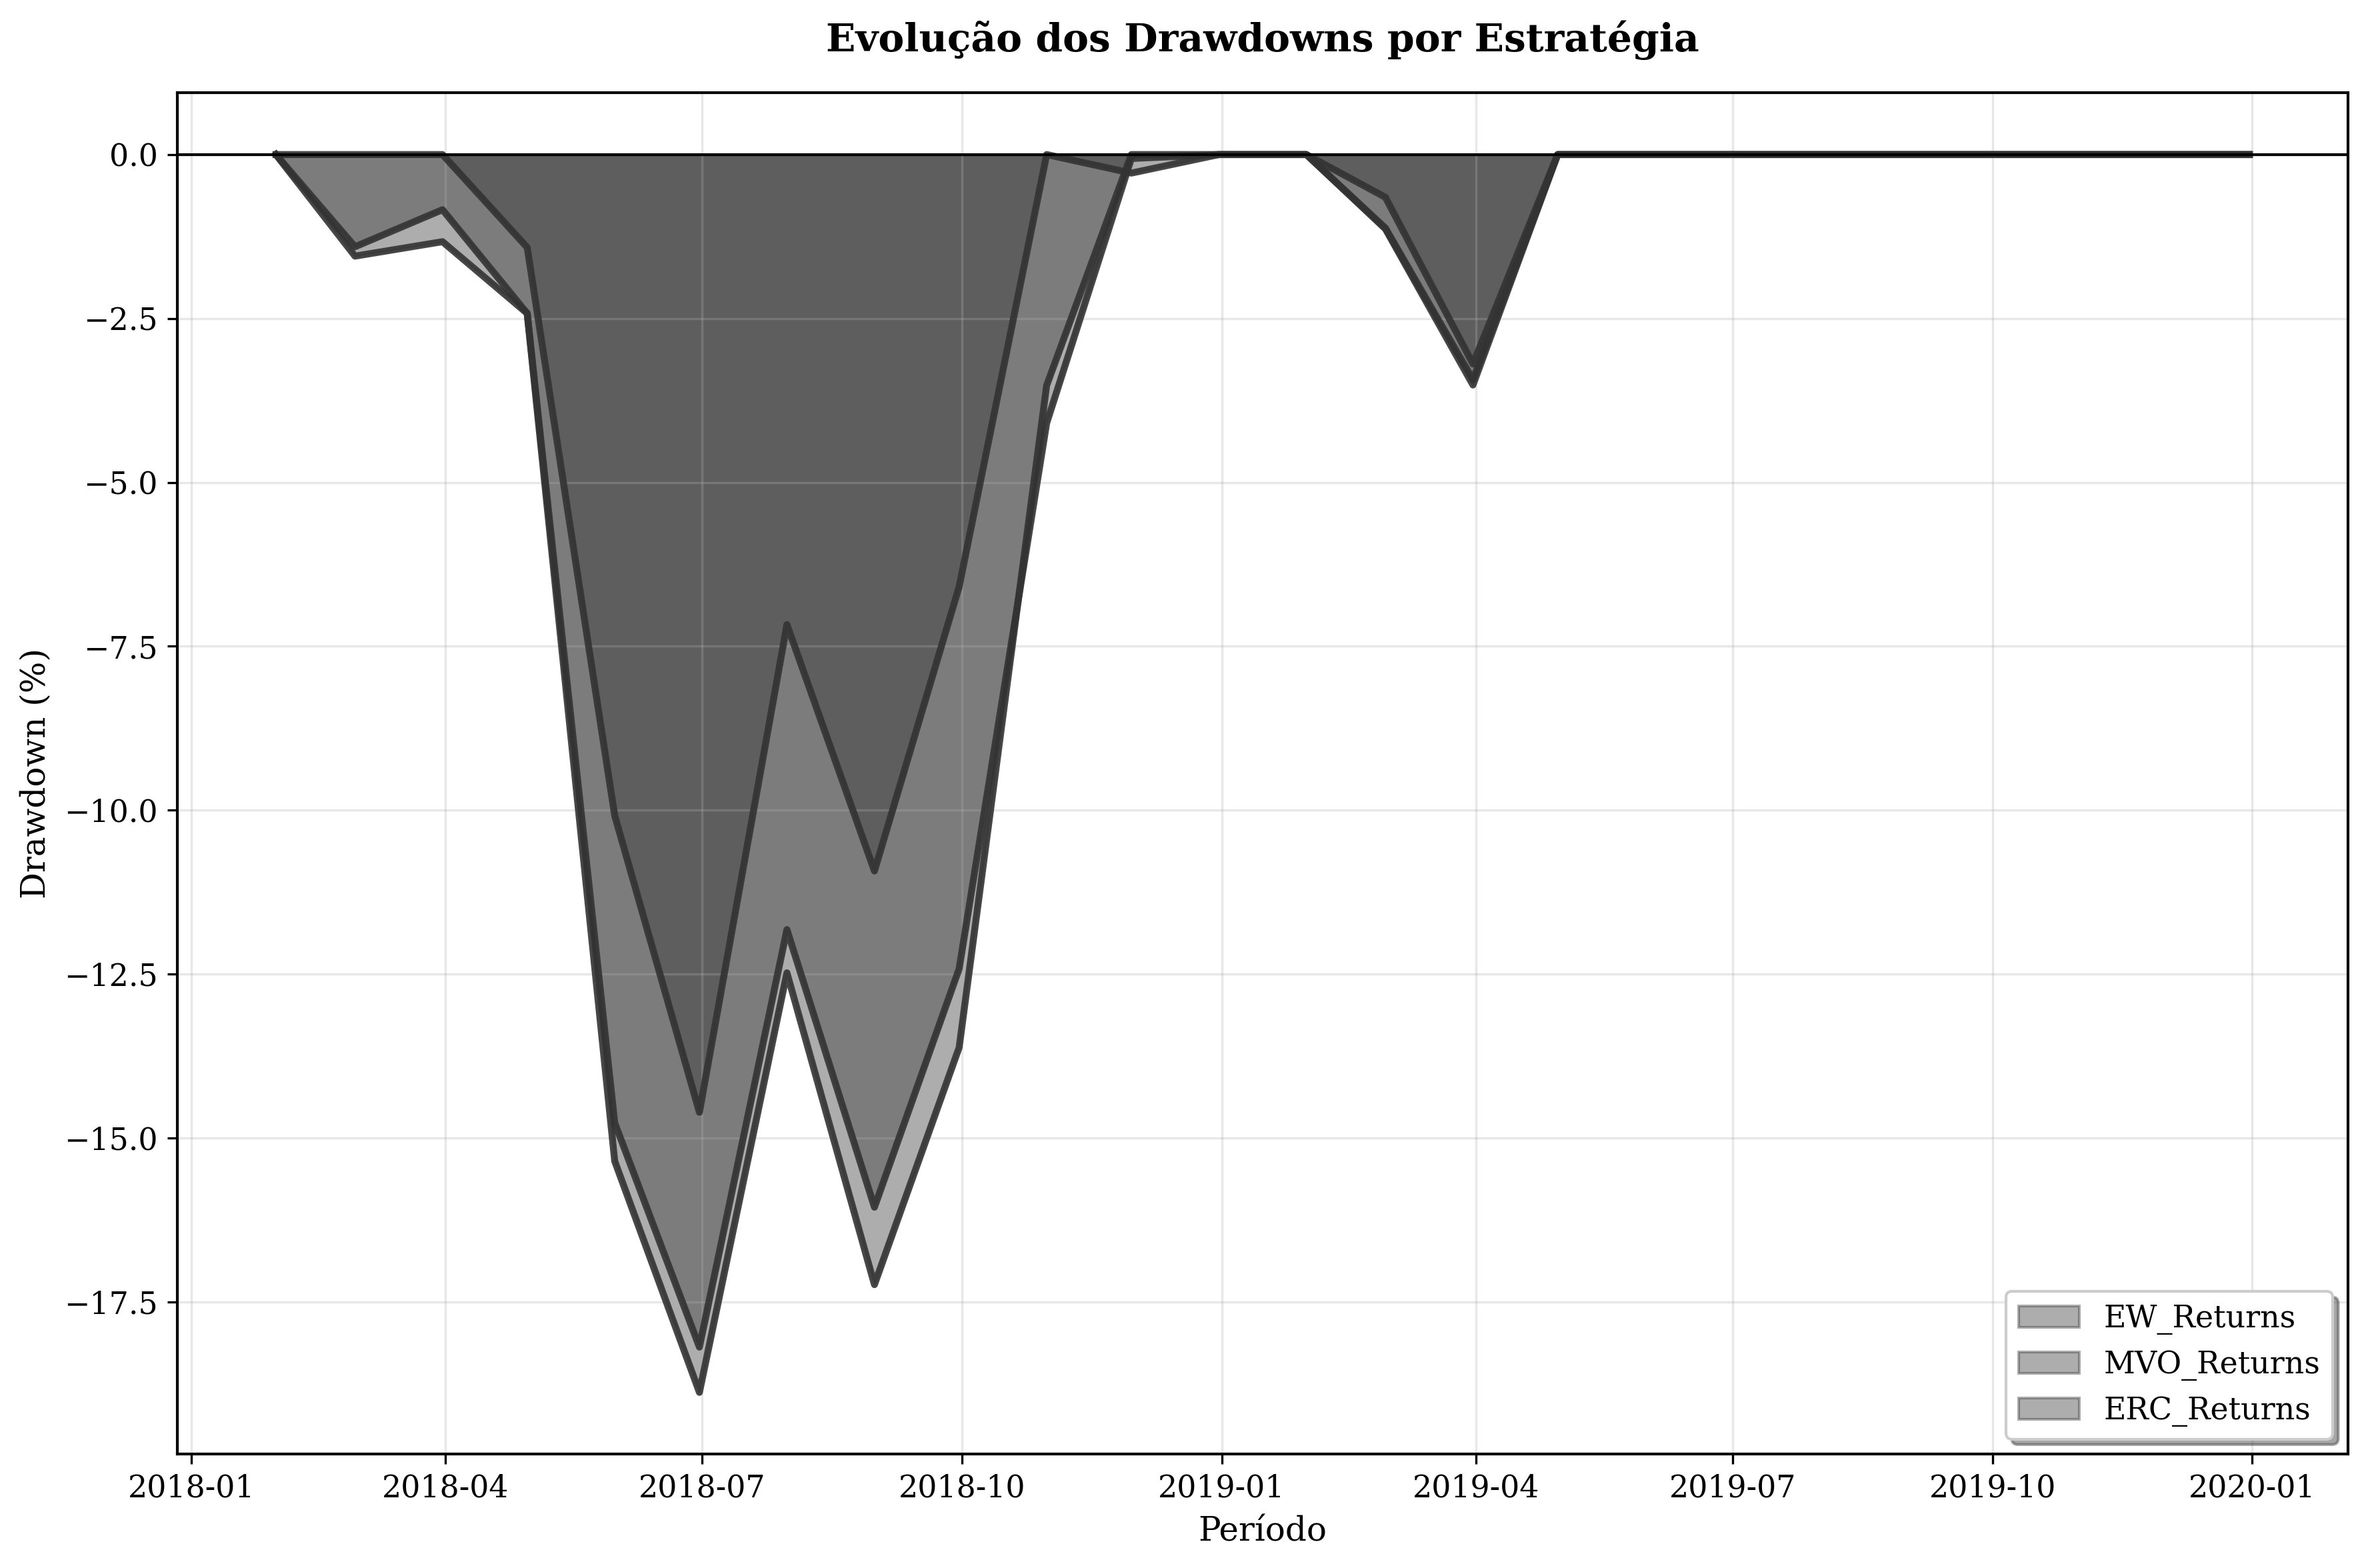 Evolução dos Drawdowns por Estratégia
Drawdown (%)
0.0
−2.5
−5.0
−7.5
−10.0
−12.5
−15.0
−17.5
EW_Returns
MVO_Returns
ERC_Returns
2018-01 2018-04 2018-07 2018-10 2019-01 2019-04 2019-07 2019-10 2020-01
Período